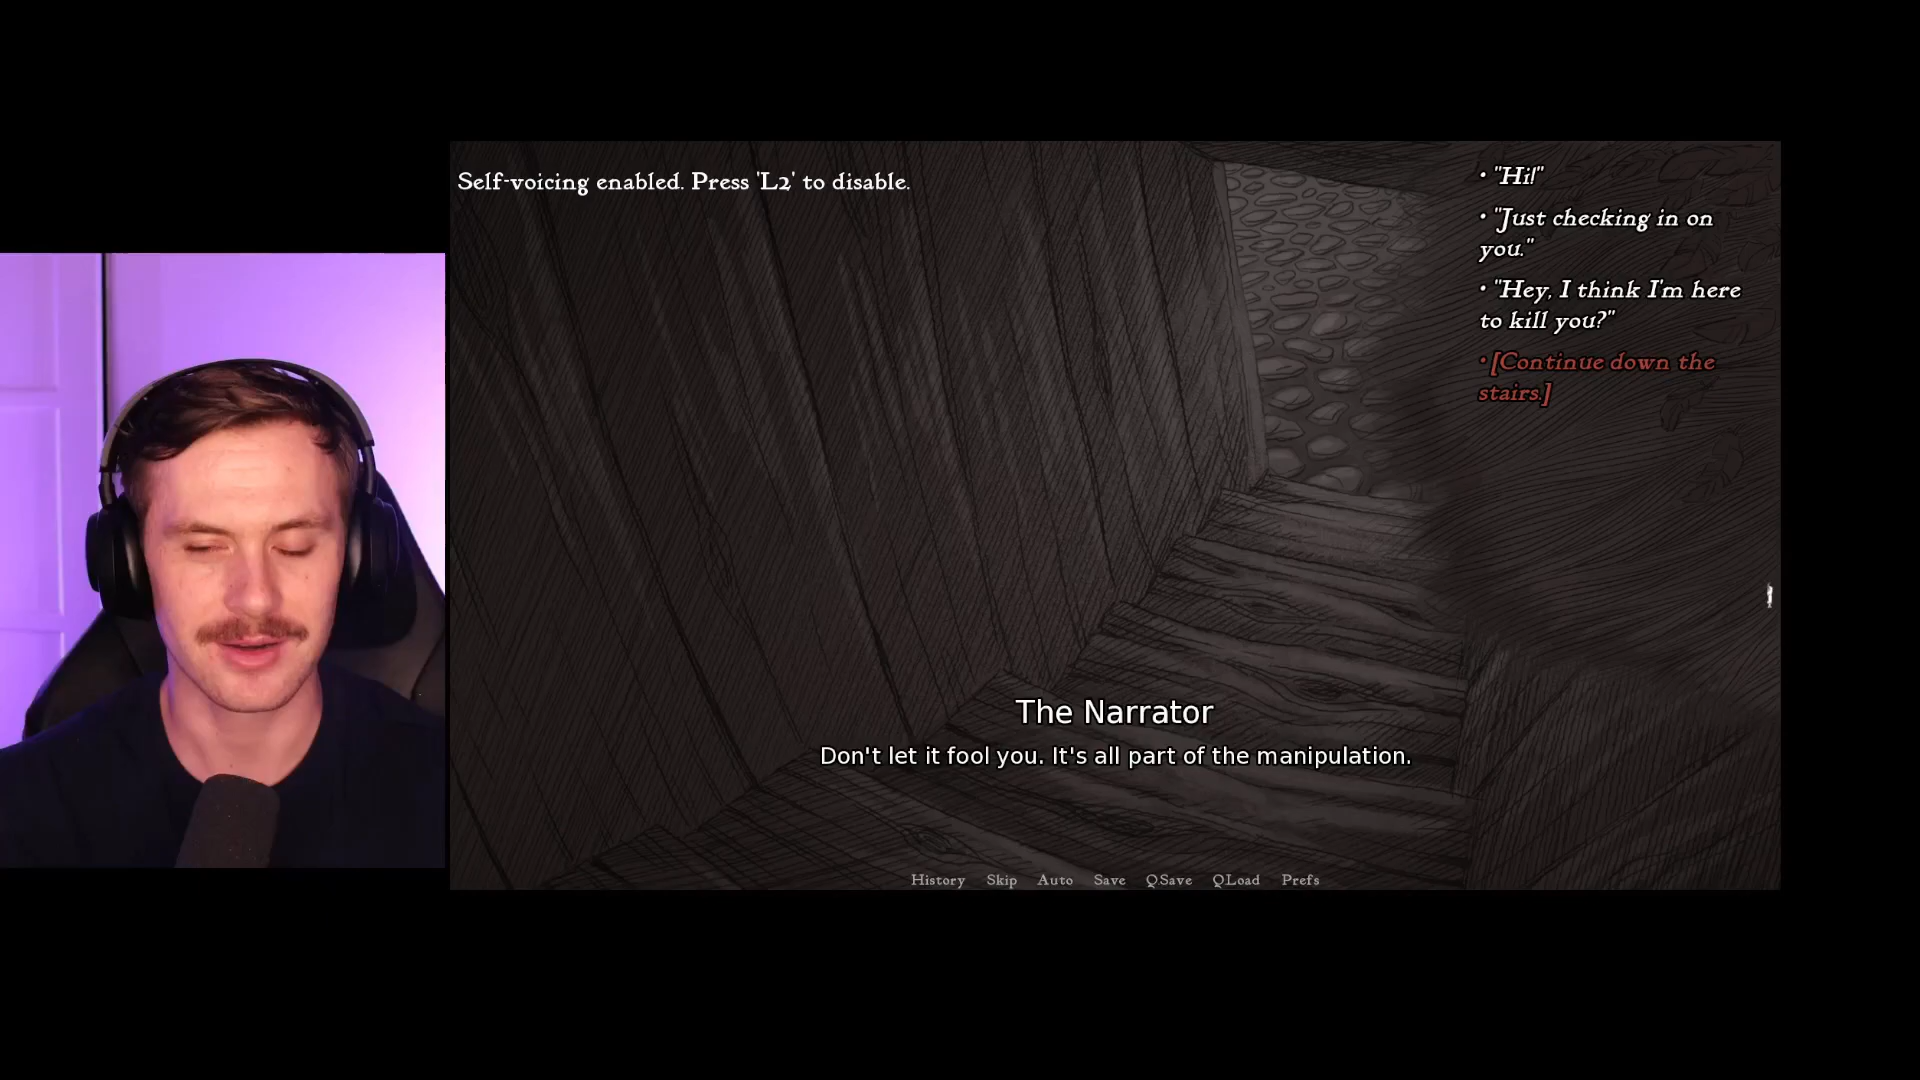 Self-voicing enabled. Press 'L2' to disable.
• "Hi!"
• "Just checking in on
you."
• "Hey, I think I'm here
to kill you?"
• [Continue down the
stairs.]
The Narrator
Don't let it fool you. It's all part of the manipulation.
History Skip Auto Save QSave QLoad Prefs